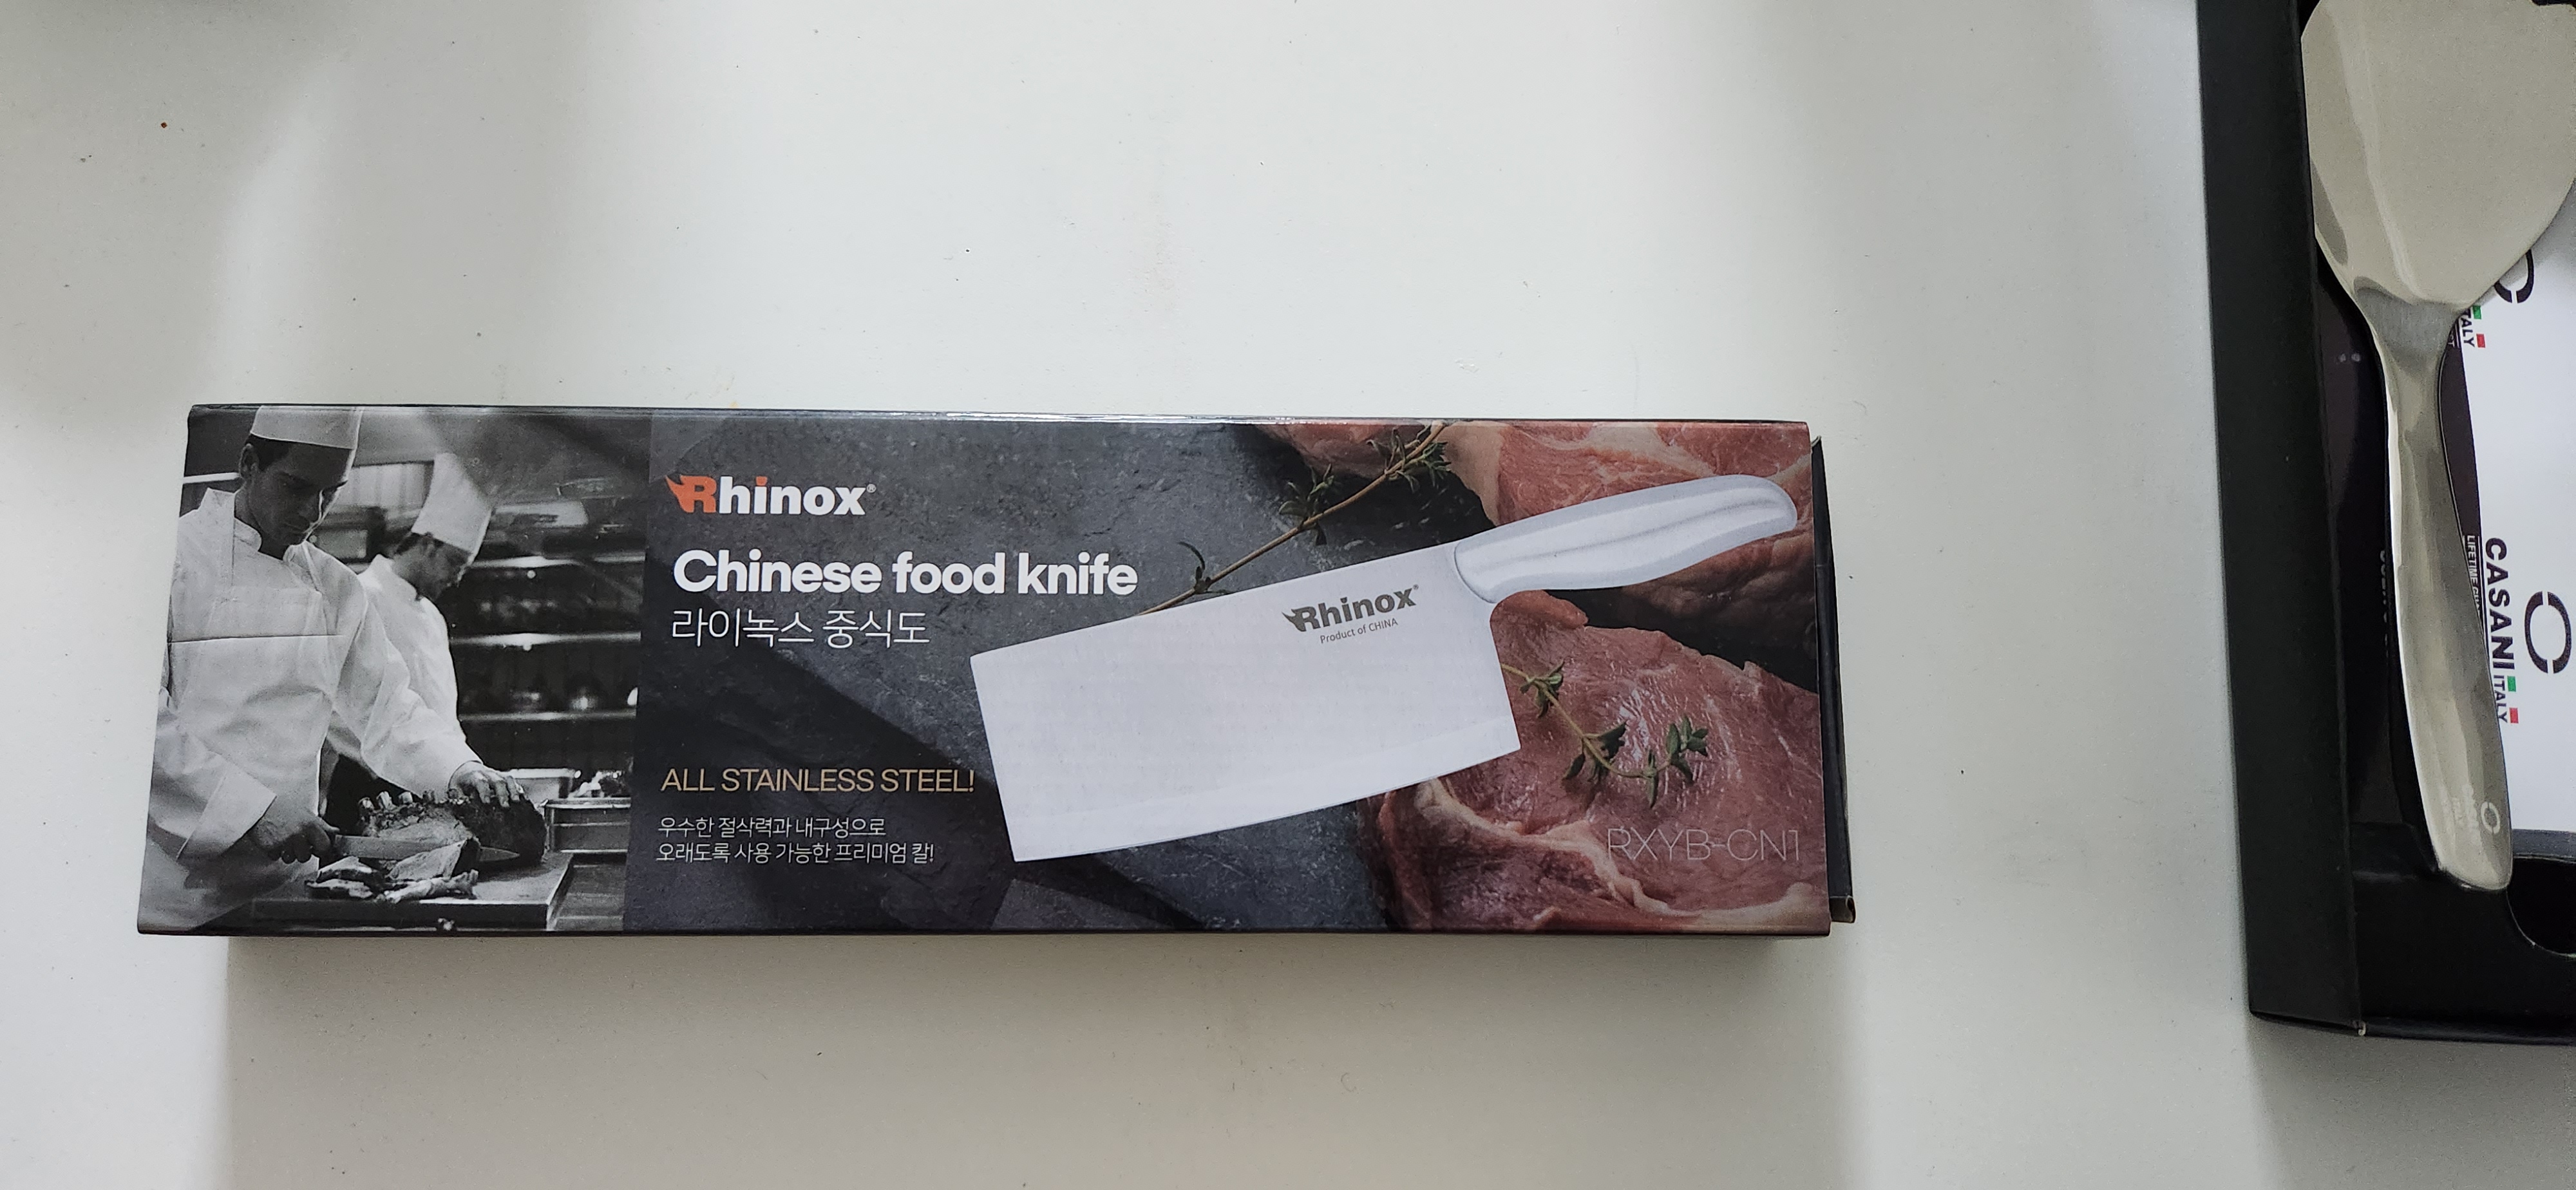 Rhinox®
Chinese food knife
라이녹스 중식도
ALL STAINLESS STEEL!
우수한 절삭력과 내구성으로
오래도록 사용 가능한 프리미엄 칼!
Rhinox®
Product of CHINA
RXYB-CN1
CASANI ITALY